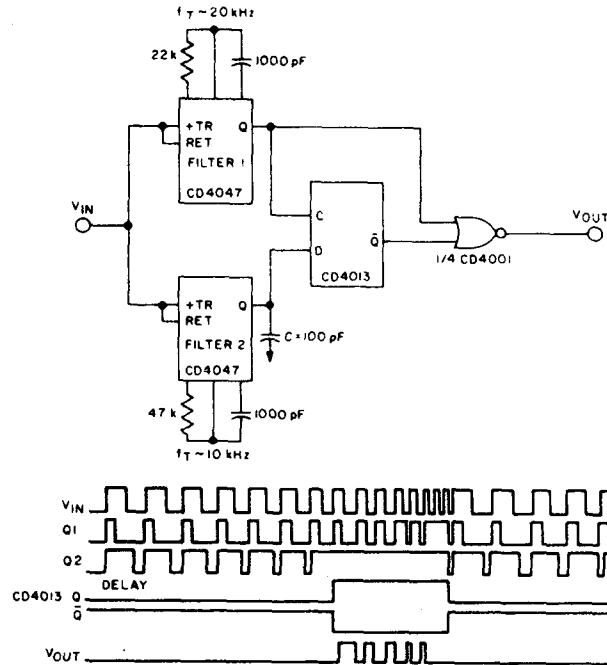 fT ~ 20 kHz
22k
1000 pF
+TR Q
RET
FILTER 1
CD4047
VIN
C
D Q̄
CD4013
VOUT
1/4 CD4001
+TR Q
RET
FILTER 2
CD4047
C = 100 pF
47 k
1000 pF
fT ~ 10 kHz
VIN
Q1
Q2
DELAY
CD4013 Q
Q̄
VOUT